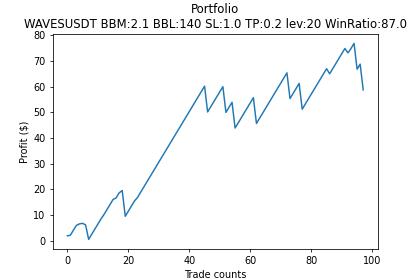 Portfolio
WAVESUSDT BBM:2.1 BBL:140 SL:1.0 TP:0.2 lev:20 WinRatio:87.0
80
70
60
50
40
30
20
10
0
Profit ($)
0 20 40 60 80 100
Trade counts